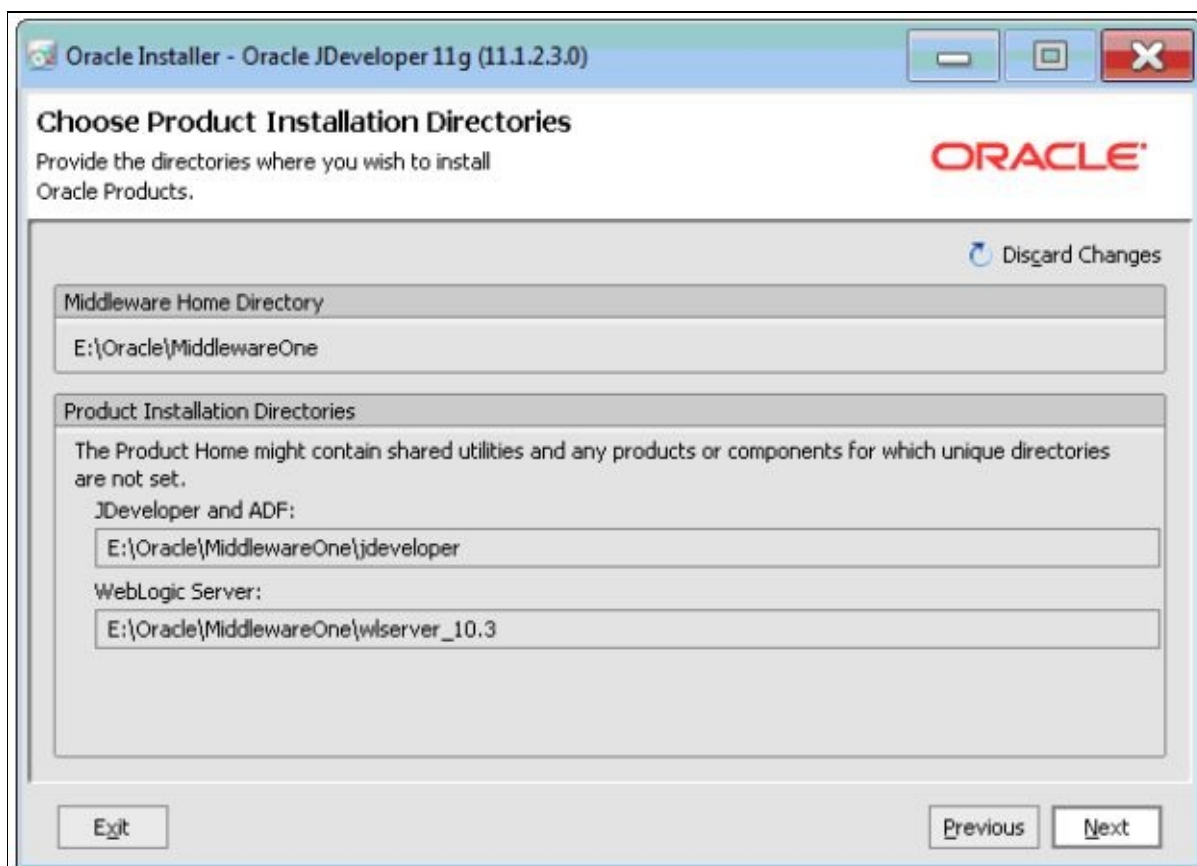 Oracle Installer - Oracle JDeveloper 11g (11.1.2.3.0)
Choose Product Installation Directories
Provide the directories where you wish to install
Oracle Products.
ORACLE
Discard Changes
Middleware Home Directory
E:\Oracle\MiddlewareOne
Product Installation Directories
The Product Home might contain shared utilities and any products or components for which unique directories
are not set.
JDeveloper and ADF:
E:\Oracle\MiddlewareOne\jdeveloper
WebLogic Server:
E:\Oracle\MiddlewareOne\wlserver_10.3
Exit
Previous
Next